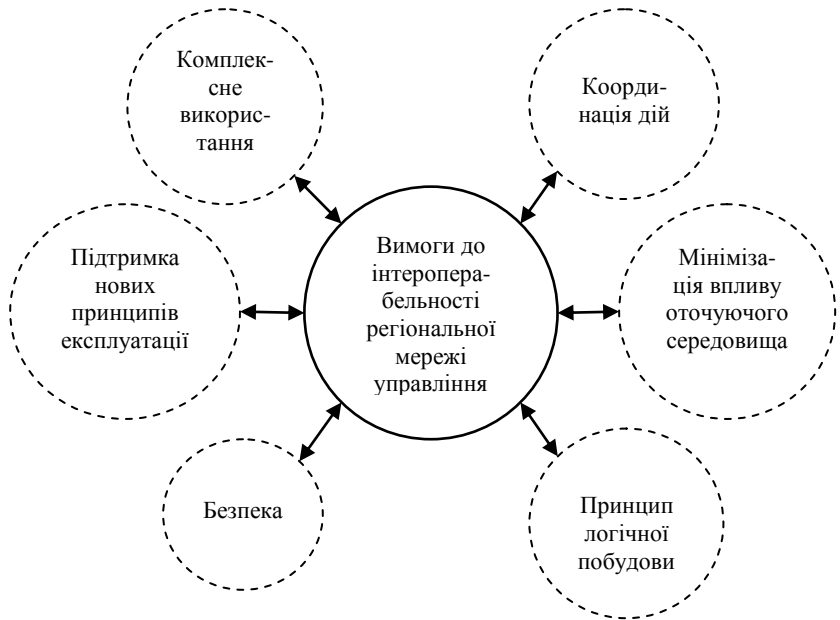 Комплек-
сне
викорис-
тання
Коорди-
нація дій
Підтримка
нових
принципів
експлуатації
Вимоги до
інтеропера-
бельності
регіональної
мережі
управління
Мініміза-
ція впливу
оточуючого
середовища
Безпека
Принцип
логічної
побудови